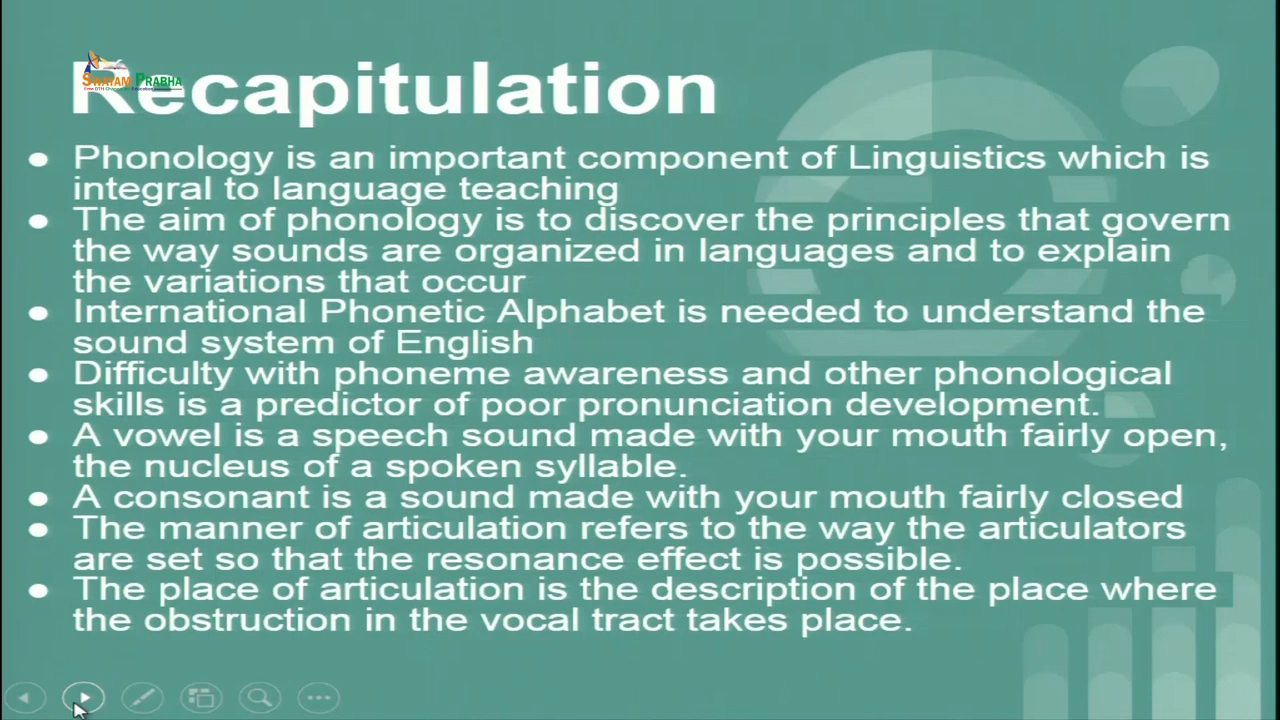 SWAYAM PRABHA
Recapitulation
• Phonology is an important component of Linguistics which is
integral to language teaching
• The aim of phonology is to discover the principles that govern
the way sounds are organized in languages and to explain
the variations that occur
• International Phonetic Alphabet is needed to understand the
sound system of English
• Difficulty with phoneme awareness and other phonological
skills is a predictor of poor pronunciation development.
• A vowel is a speech sound made with your mouth fairly open,
the nucleus of a spoken syllable.
• A consonant is a sound made with your mouth fairly closed
• The manner of articulation refers to the way the articulators
are set so that the resonance effect is possible.
• The place of articulation is the description of the place where
the obstruction in the vocal tract takes place.